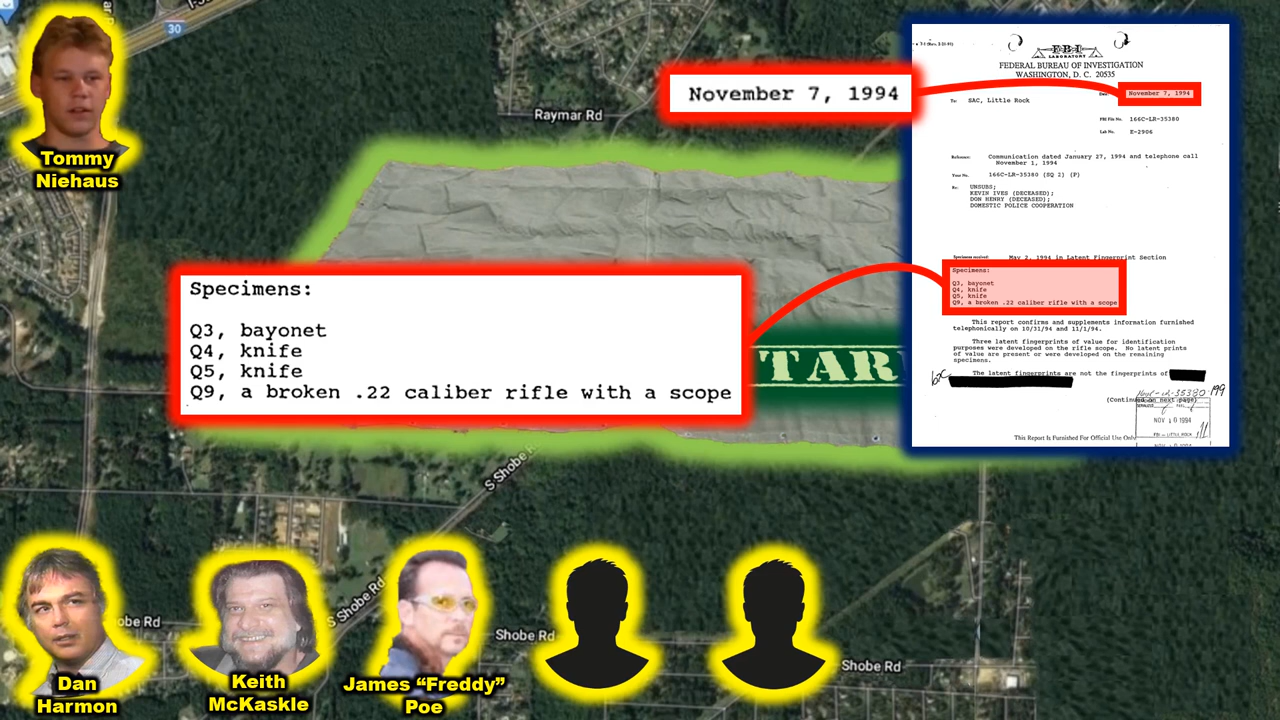 30
Tommy
Niehaus
Raymar Rd
November 7, 1994
FBI
LABORATORY
FEDERAL BUREAU OF INVESTIGATION
WASHINGTON, D. C. 20535
November 7, 1994
To: SAC, Little Rock
FBI File No. 166C-LR-35380
Lab No. E-2906
Reference: Communication dated January 27, 1994 and telephone call
November 1, 1994
Your No. 166C-LR-35380 (SQ 2) (P)
Re: UNSUBS;
KEVIN IVES (DECEASED);
DON HENRY (DECEASED);
DOMESTIC POLICE COOPERATION
Specimens received: May 2, 1994 in Latent Fingerprint Section
Specimens:
Q3, bayonet
Q4, knife
Q5, knife
Q9, a broken .22 caliber rifle with a scope
This report confirms and supplements information furnished
telephonically on 10/31/94 and 11/1/94.
Three latent fingerprints of value for identification
purposes were developed on the rifle scope. No latent prints
of value are present or were developed on the remaining
specimens.
The latent fingerprints are not the fingerprints of
(Continued on next page)
NOV 10 1994
FBI - LITTLE ROCK
This Report Is Furnished For Official Use Only
Specimens:
Q3, bayonet
Q4, knife
Q5, knife
Q9, a broken .22 caliber rifle with a scope
TAR
S Shobe Rd
S Shobe Rd
obe Rd
Shobe Rd
Shobe Rd
Dan
Harmon
Keith
McKaskle
James “Freddy”
Poe